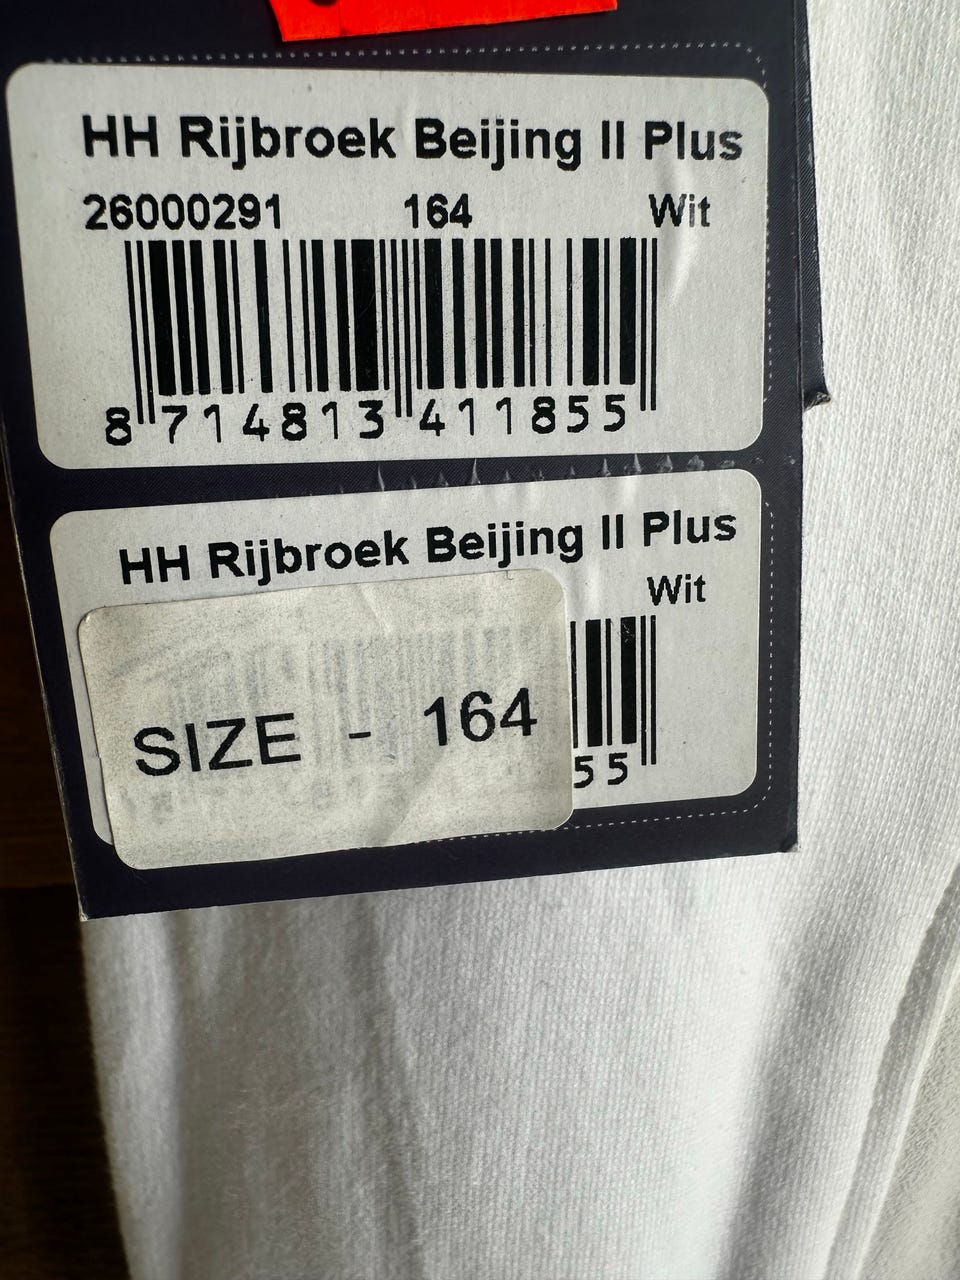 HH Rijbroek Beijing II Plus
26000291 164 Wit
8 714813 411855
HH Rijbroek Beijing II Plus
Wit
SIZE - 164
55